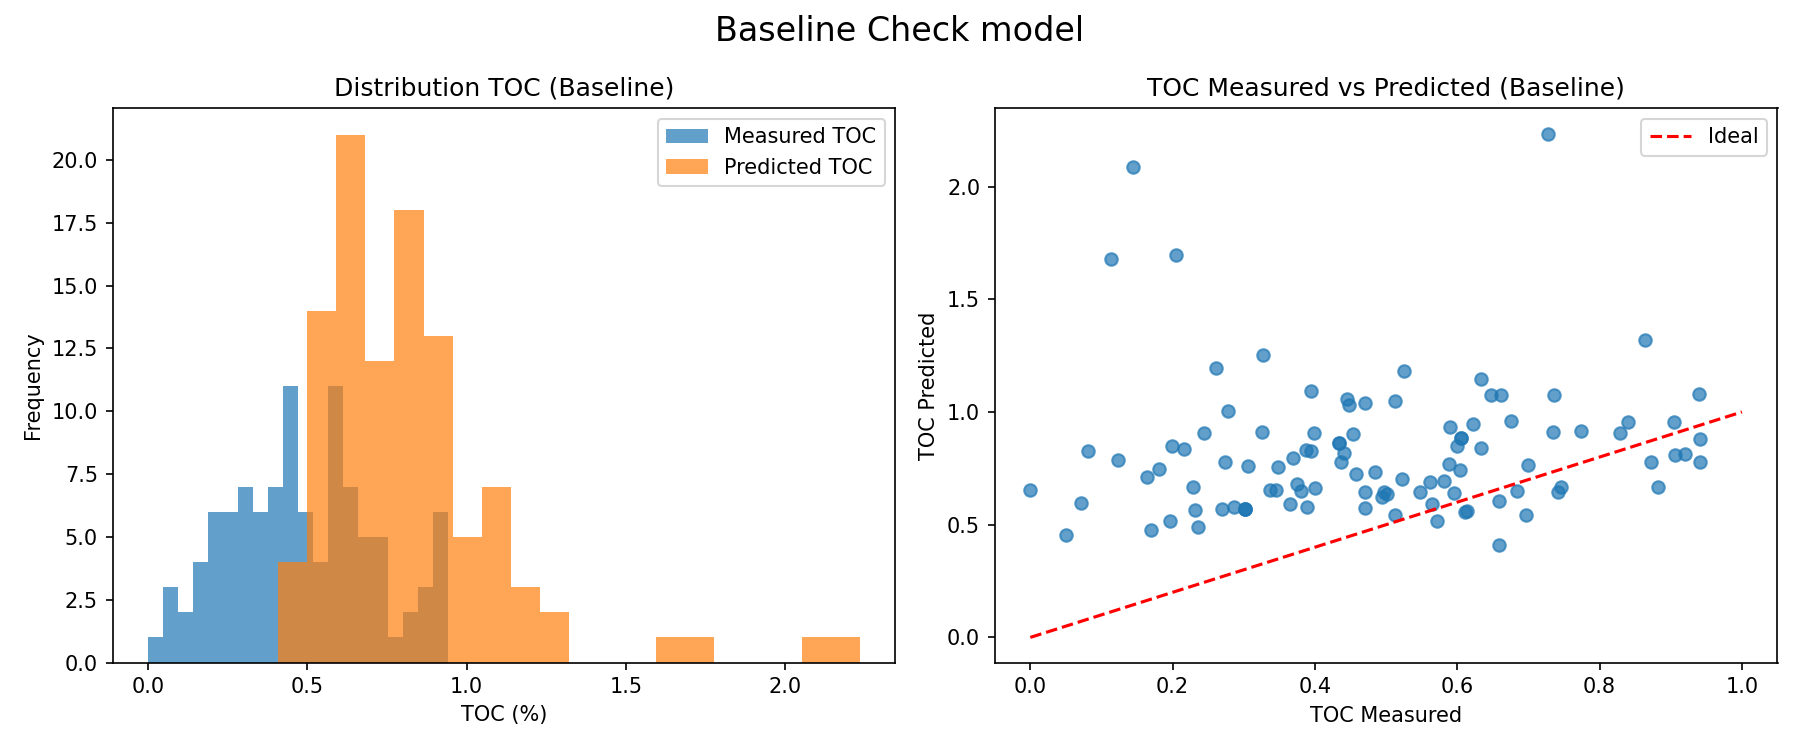 Baseline Check model
Distribution TOC (Baseline)
Measured TOC
Predicted TOC
20.0
17.5
15.0
12.5
10.0
7.5
5.0
2.5
0.0
Frequency
0.0 0.5 1.0 1.5 2.0
TOC (%)
TOC Measured vs Predicted (Baseline)
Ideal
2.0
1.5
1.0
0.5
0.0
TOC Predicted
0.0 0.2 0.4 0.6 0.8 1.0
TOC Measured